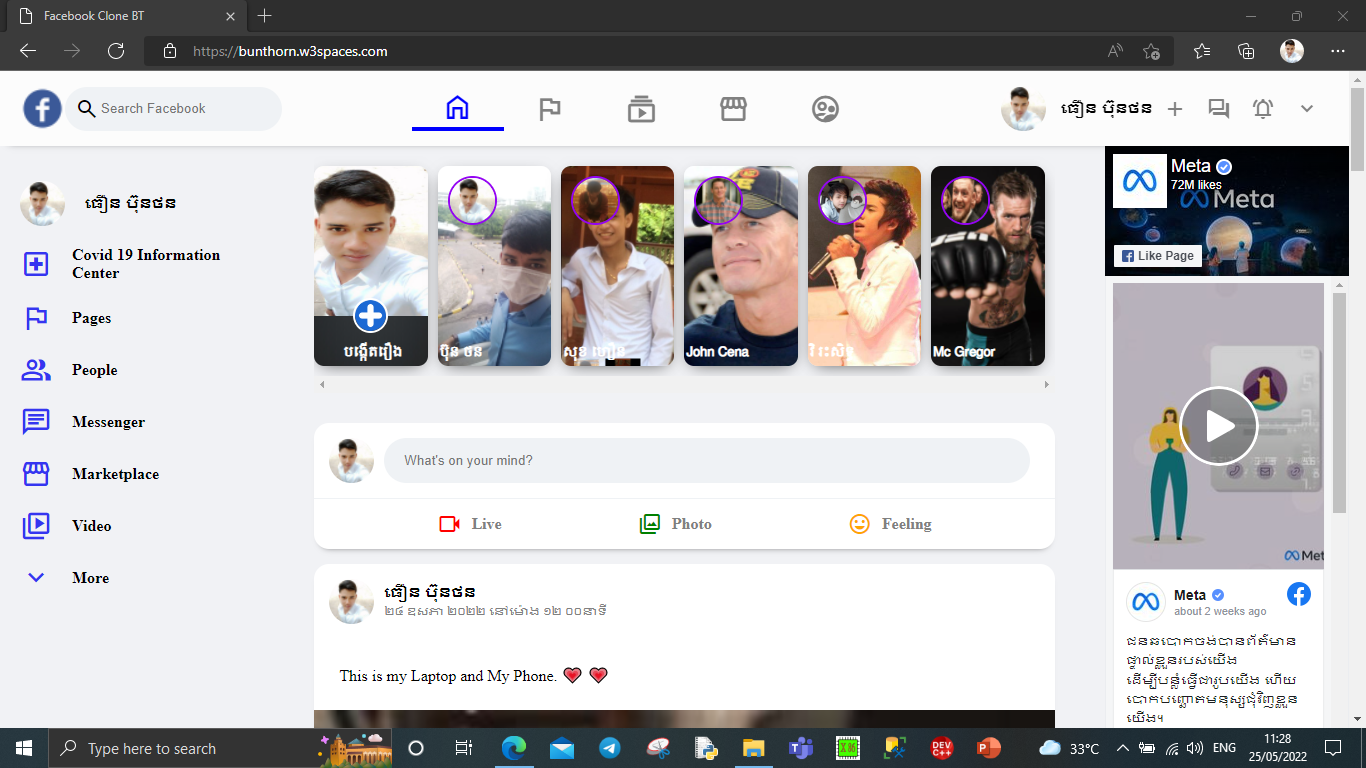 Facebook Clone BT
https://bunthorn.w3spaces.com
Search Facebook
ធឿន ប៊ុនថន
ធឿន ប៊ុនថន
Covid 19 Information
Center
Pages
People
Messenger
Marketplace
Video
More
បង្កើតរឿង
ប៊ុន ថន
សុខ
John Cena
Mc Gregor
What's on your mind?
Live
Photo
Feeling
ធឿន ប៊ុនថន
២៤ ឧសភា ២០២២ នៅម៉ោង ១២ ០០នាទី
This is my Laptop and My Phone.
Meta
72M likes
Meta
Like Page
Meta
Meta
about 2 weeks ago
ជនឆបោកចង់បានព័ត៌មាន
ផ្ទាល់ខ្លួនរបស់យើង
ដើម្បីបន្លំធ្វើជារូបយើង ហើយ
បោកបញ្ឆោតមនុស្សជុំវិញខ្លួន
យើង។
Type here to search
X86
DEV
C++
33°C
ENG
11:28
25/05/2022